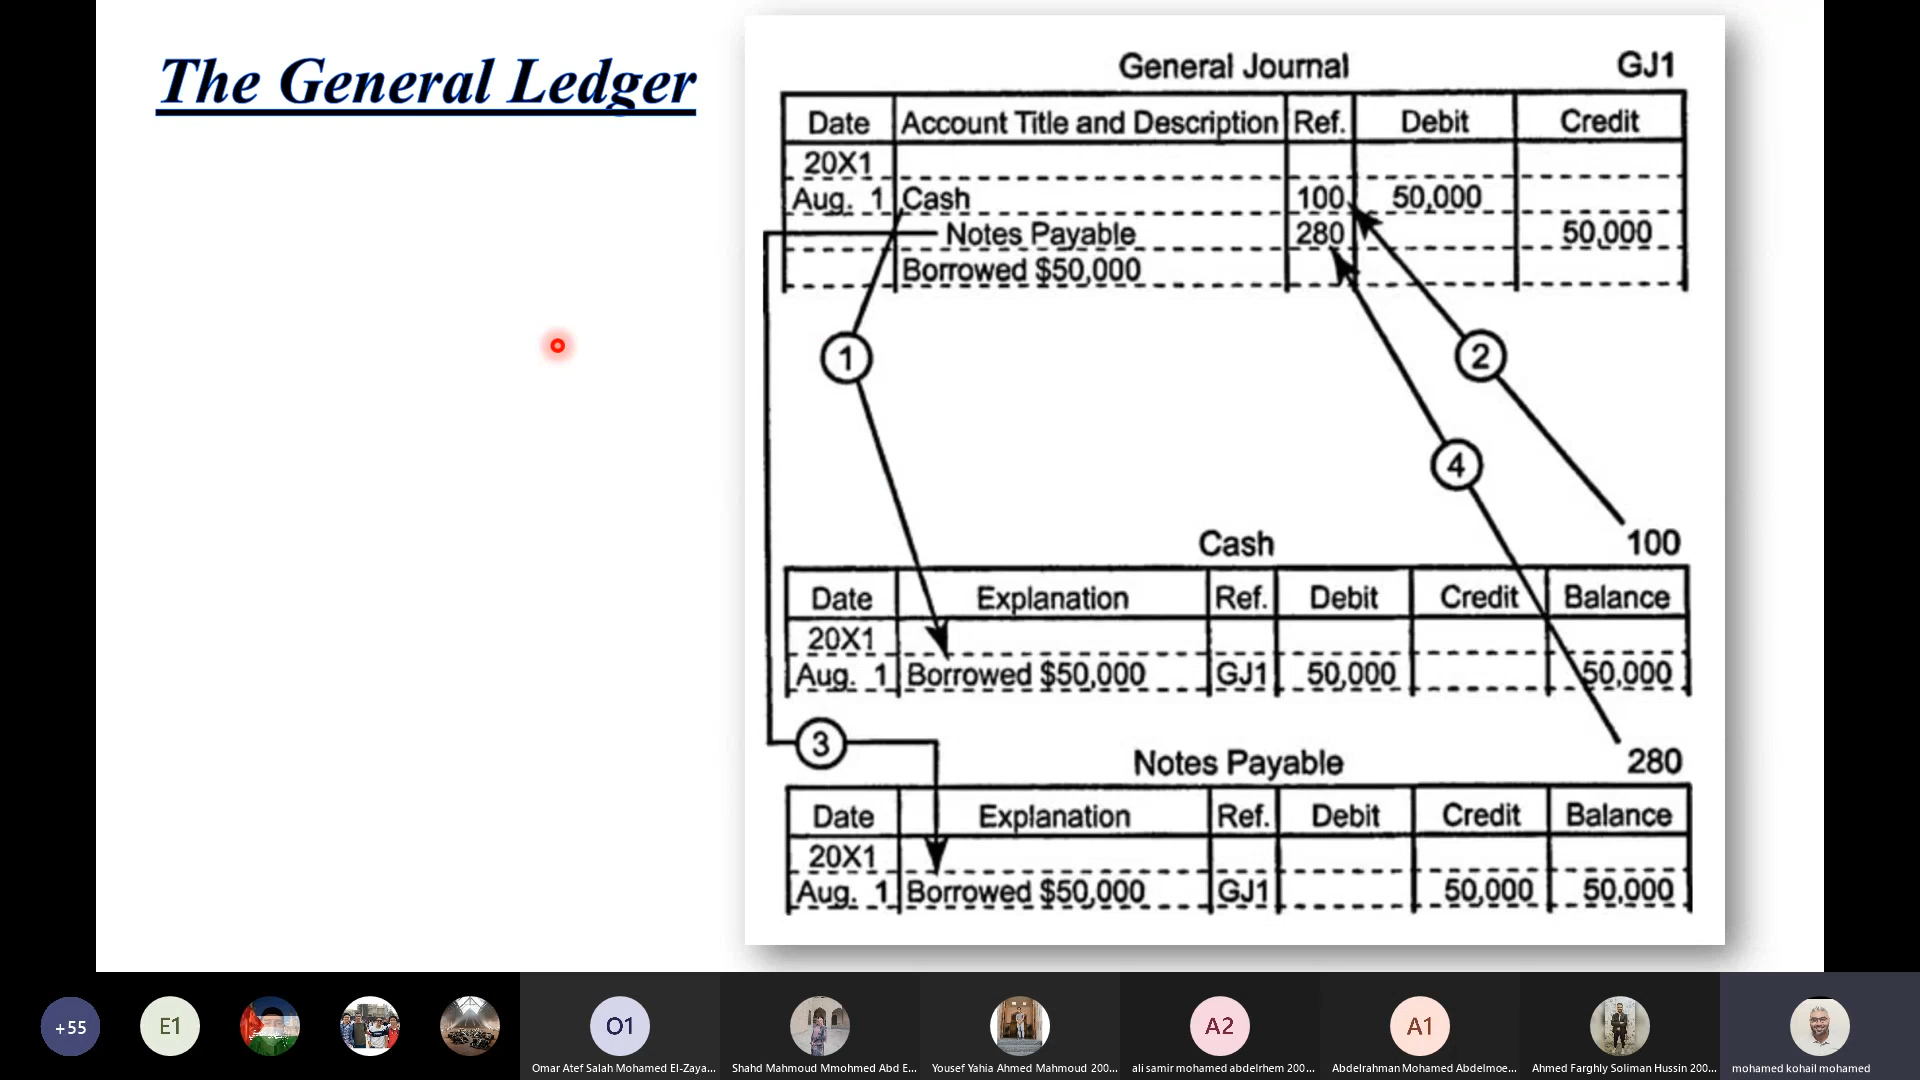 The General Ledger
General Journal GJ1
Date Account Title and Description Ref. Debit Credit
20X1
Aug. 1 Cash 100 50,000
Notes Payable 280 50,000
Borrowed $50,000
1
2
4
Cash 100
Date Explanation Ref. Debit Credit Balance
20X1
Aug. 1 Borrowed $50,000 GJ1 50,000 50,000
3
Notes Payable 280
Date Explanation Ref. Debit Credit Balance
20X1
Aug. 1 Borrowed $50,000 GJ1 50,000 50,000
+55 E1 O1 A2 A1
Omar Atef Salah Mohamed El-Zaya... Shahd Mahmoud Mmohmed Abd E... Yousef Yahia Ahmed Mahmoud 200... ali samir mohamed abdelrhem 200... Abdelrahman Mohamed Abdelmoe... Ahmed Farghly Soliman Hussin 200... mohamed kohail mohamed